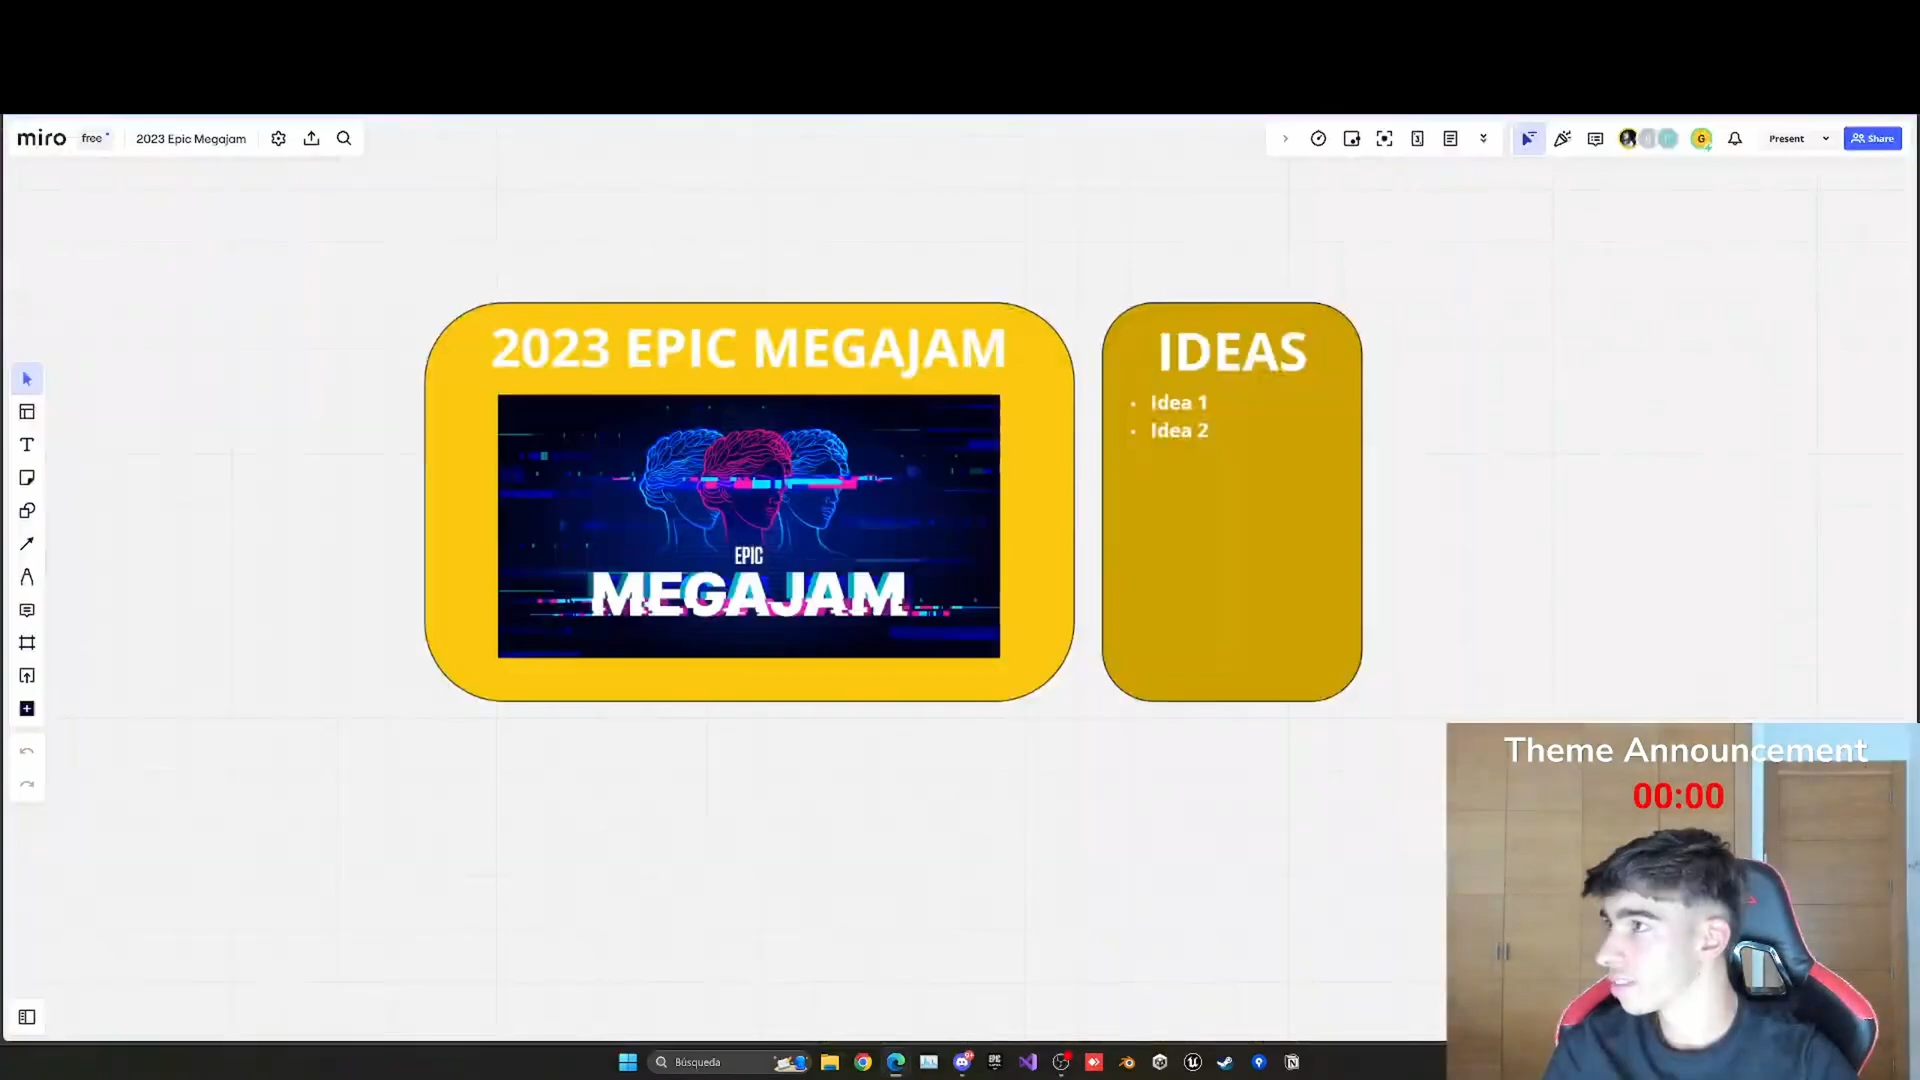 miro free 2023 Epic Megajam
Present
Share
2023 EPIC MEGAJAM
EPIC
MEGAJAM
IDEAS
• Idea 1
• Idea 2
Theme Announcement
00:00
Búsqueda